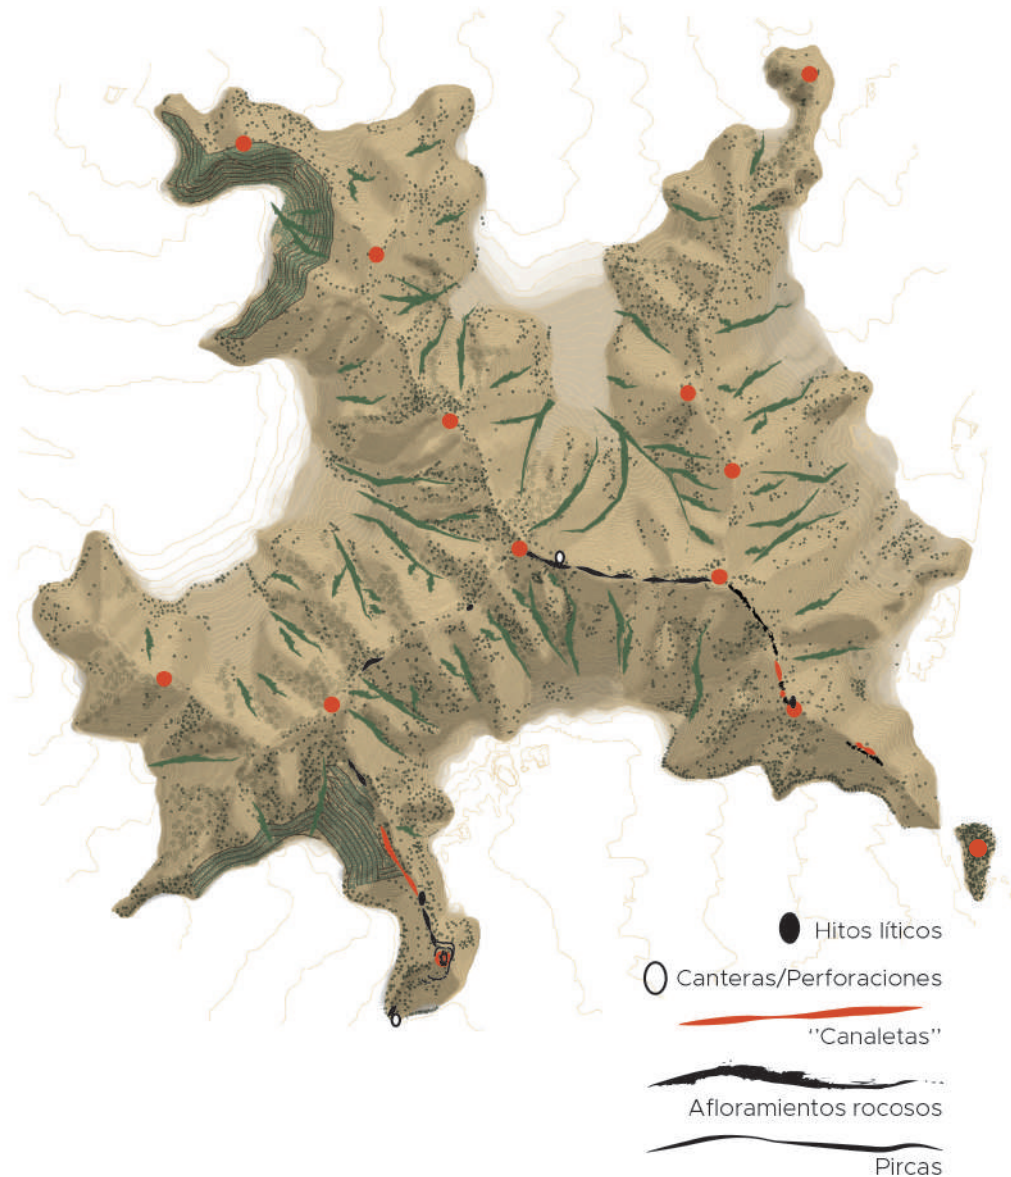 Hitos líticos
Canteras/Perforaciones
"Canaletas"
Afloramientos rocosos
Pircas